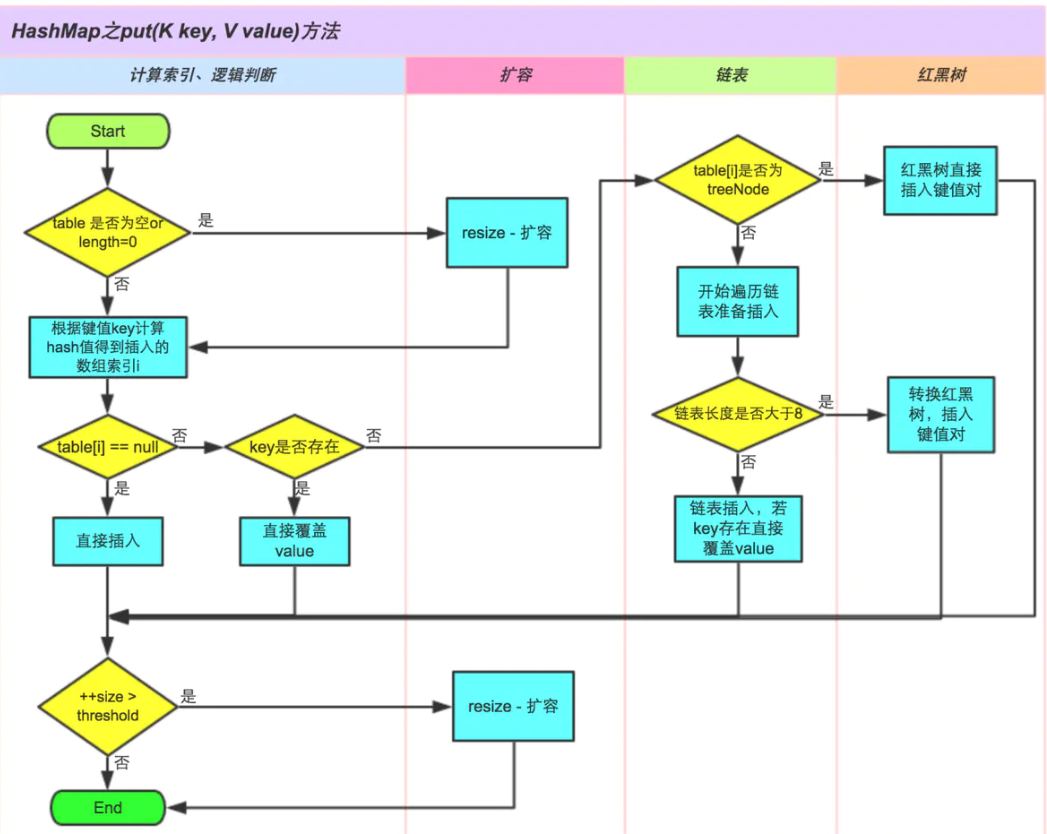 HashMap之put(K key, V value)方法
计算索引、逻辑判断
扩容
链表
红黑树
Start
table 是否为空or
length=0
是
否
resize - 扩容
根据键值key计算
hash值得到插入的
数组索引i
table[i] == null
否
是
key是否存在
否
是
直接插入
直接覆盖
value
table[i]是否为
treeNode
是
否
红黑树直接
插入键值对
开始遍历链
表准备插入
链表长度是否大于8
是
否
转换红黑
树，插入
键值对
链表插入，若
key存在直接
覆盖value
++size >
threshold
是
否
resize - 扩容
End